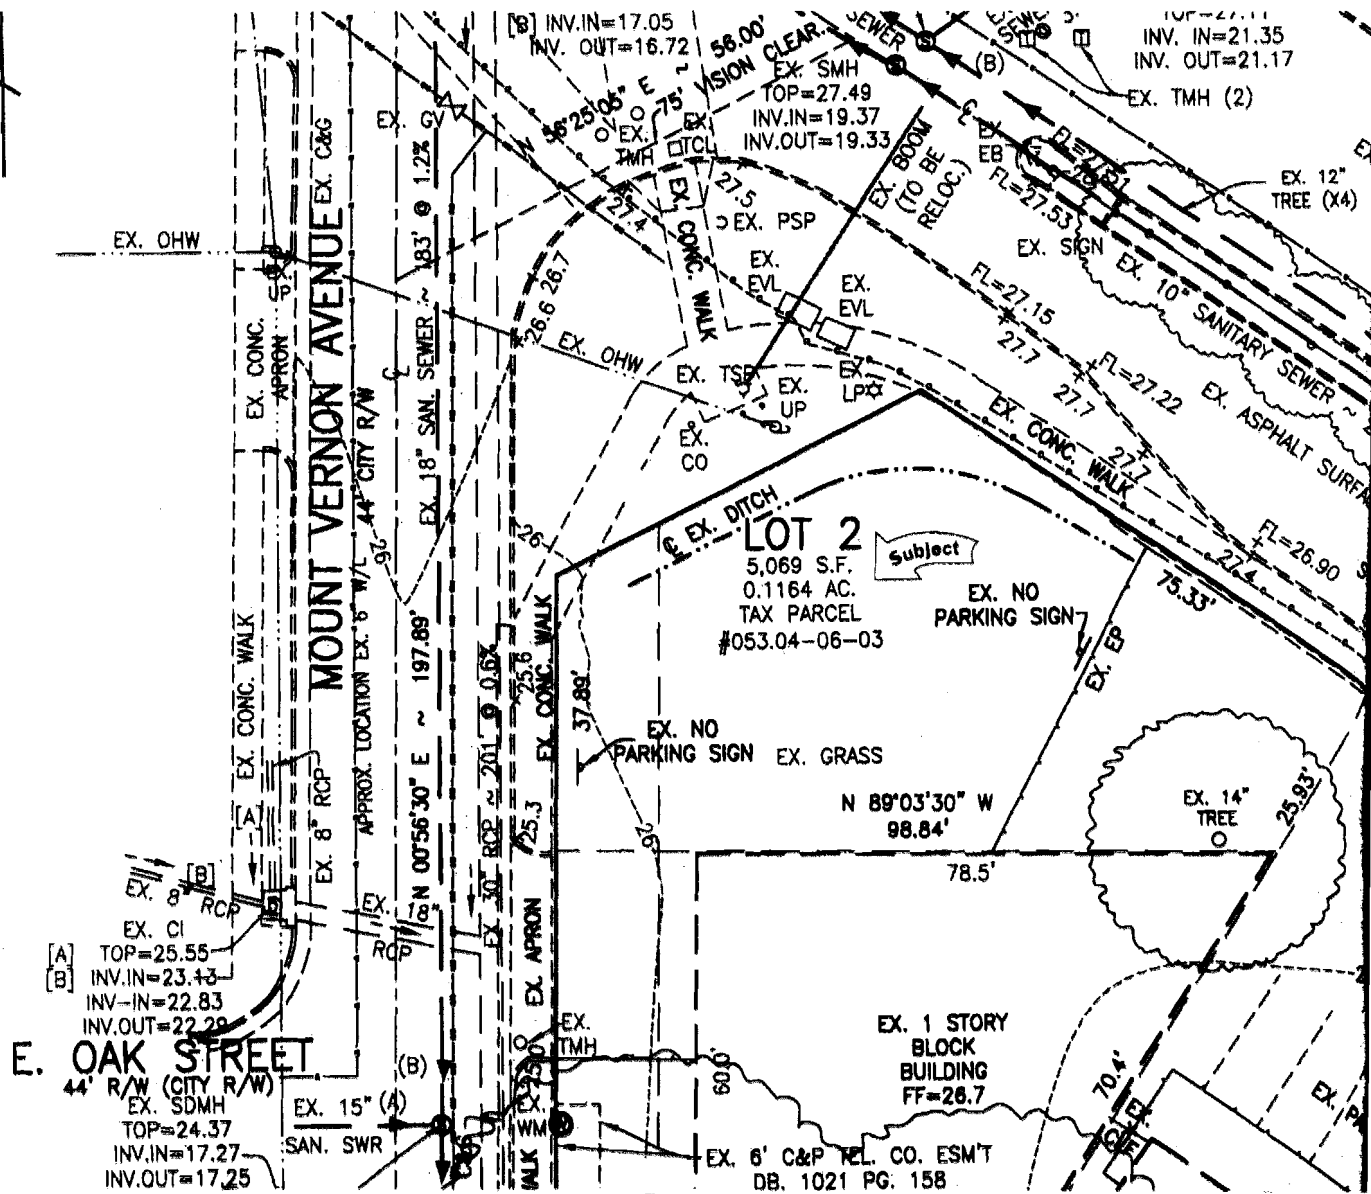 [B] INV.IN=17.05
INV. OUT=16.72
56°25'06" E ~ 56.00'
75' VISION CLEAR.
SEWER
EX. SMH
TOP=27.49
INV.IN=19.37
INV.OUT=19.33
(B)
TOP=27.11
INV. IN=21.35
INV. OUT=21.17
EX. TMH (2)
EX. 12"
TREE (X4)
EX. GV
EX. C&G
EX.
TMH
EX.
TCL
27.5
27.4
EX. PSP
EX. CONC. WALK
EX. BOOM
(TO BE
RELOC.)
EX
EB
FL=27.53
EX. SIGN
EX. 10" SANITARY SEWER ~
EX. OHW
EX.
UP
26.6
26.7
EX. OHW
EX.
EVL
EX.
EVL
FL=27.15
27.7
FL=27.22
27.7
27.7
EX. ASPHALT SURFA
EX. CONC.
APRON
MOUNT VERNON AVENUE
44' CITY R/W
EX. 18" SAN. SEWER ~ 183' @ 1.2%
EX. TSP
EX.
UP
EX.
LP
EX.
CO
EX. CONC. WALK
FL=26.90
27.4
75.33'
26
26
℄ EX. DITCH
LOT 2
5,069 S.F.
0.1164 AC.
TAX PARCEL
#053.04-06-03
Subject
EX. NO
PARKING SIGN
EX. EP
EX. CONC. WALK
APPROX. LOCATION EX. 6" W/L
N 00°56'30" E ~ 197.89'
EX. 30" RCP ~ 201' @ 0.6%
25.6
EX. CONC. WALK
37.89'
EX. NO
PARKING SIGN
EX. GRASS
N 89°03'30" W
98.84'
78.5'
EX. 14"
TREE
25.93'
[A]
EX. 8" RCP
25.3
26
[B]
EX. 8" RCP
EX. 18"
RCP
EX. CI
[A] TOP=25.55
[B] INV.IN=23.13
INV-IN=22.83
INV.OUT=22.29
EX. APRON
E. OAK STREET
44' R/W (CITY R/W)
EX. SDMH
TOP=24.37
INV.IN=17.27
INV.OUT=17.25
(B)
EX. 15" (A)
SAN. SWR
EX.
TMH
EX.
WM
60.0'
EX. 1 STORY
BLOCK
BUILDING
FF=26.7
70.4'
EX. 6' C&P TEL. CO. ESM'T
DB. 1021 PG. 158